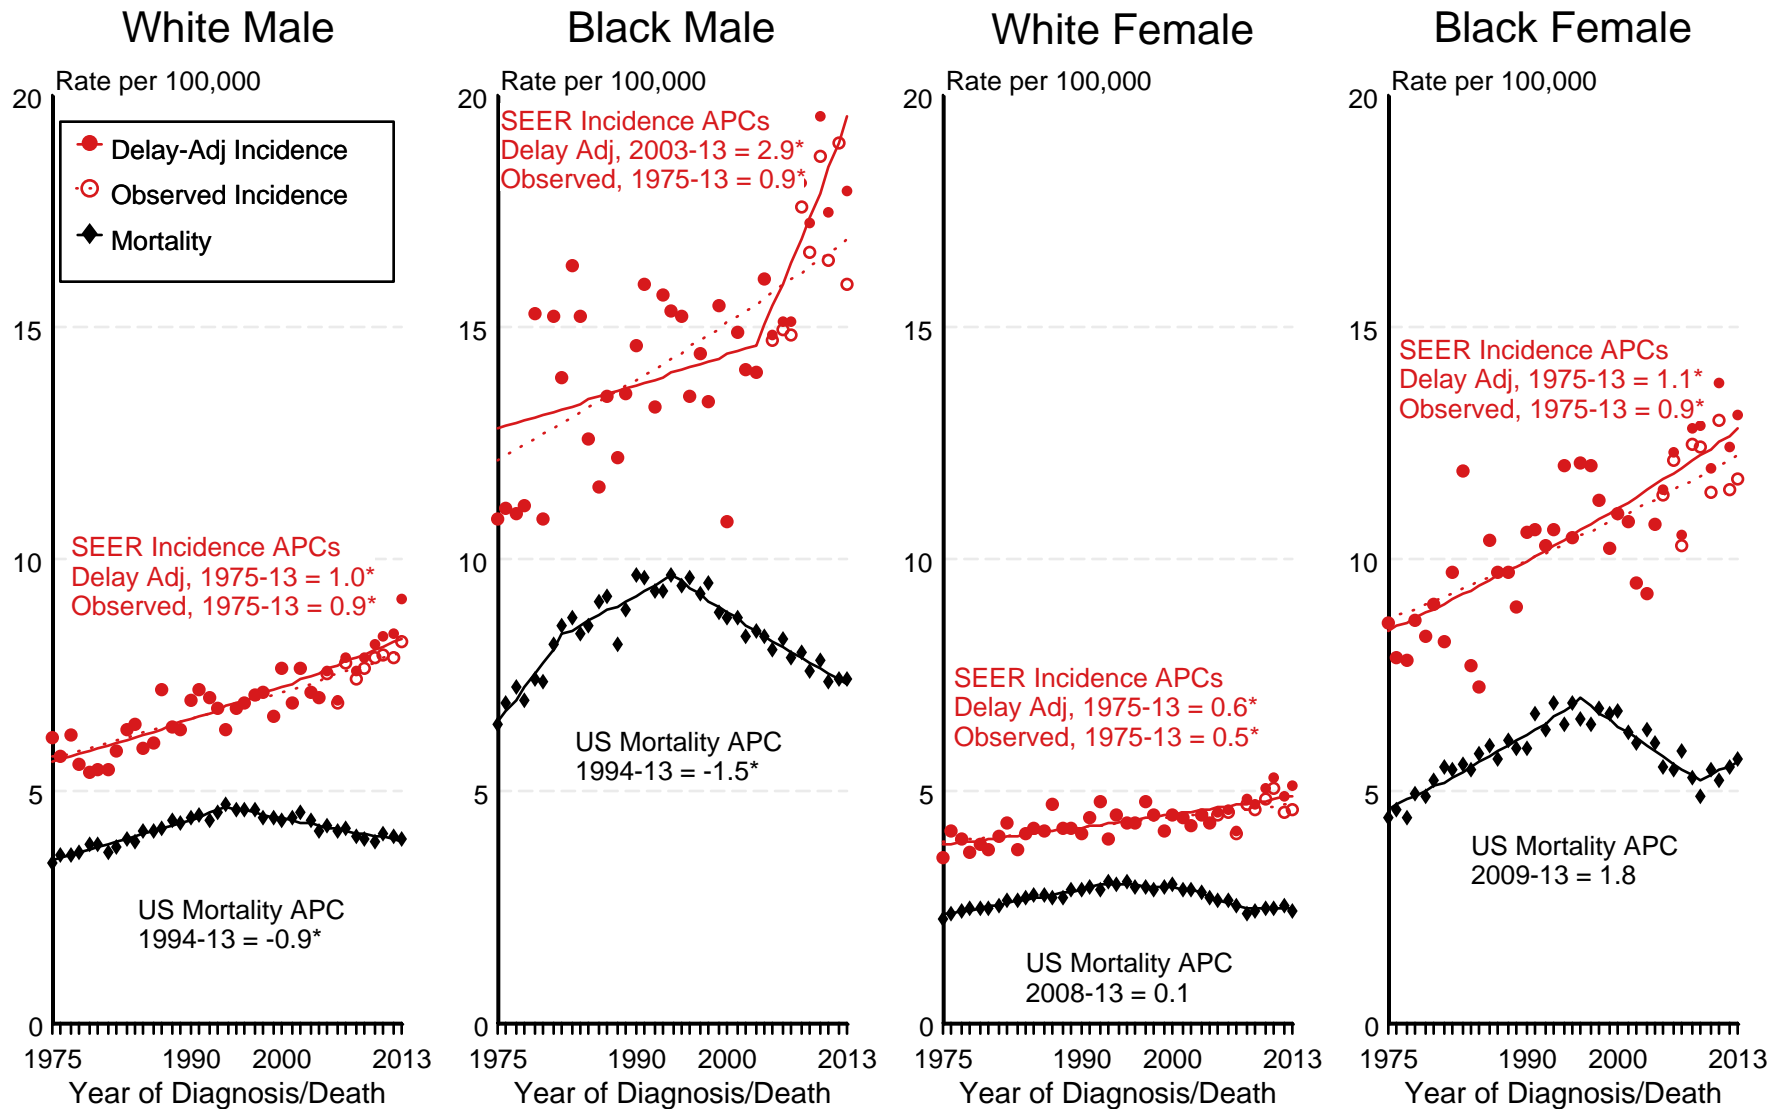 White Male
Rate per 100,000
20
15
10
5
0
Delay-Adj Incidence
Observed Incidence
Mortality
SEER Incidence APCs
Delay Adj, 1975-13 = 1.0*
Observed, 1975-13 = 0.9*
US Mortality APC
1994-13 = -0.9*
1975 1990 2000 2013
Year of Diagnosis/Death
Black Male
Rate per 100,000
20
SEER Incidence APCs
Delay Adj, 2003-13 = 2.9*
Observed, 1975-13 = 0.9*
15
10
5
0
US Mortality APC
1994-13 = -1.5*
1975 1990 2000 2013
Year of Diagnosis/Death
White Female
Rate per 100,000
20
15
10
5
0
SEER Incidence APCs
Delay Adj, 1975-13 = 0.6*
Observed, 1975-13 = 0.5*
US Mortality APC
2008-13 = 0.1
1975 1990 2000 2013
Year of Diagnosis/Death
Black Female
Rate per 100,000
20
15
10
5
0
SEER Incidence APCs
Delay Adj, 1975-13 = 1.1*
Observed, 1975-13 = 0.9*
US Mortality APC
2009-13 = 1.8
1975 1990 2000 2013
Year of Diagnosis/Death